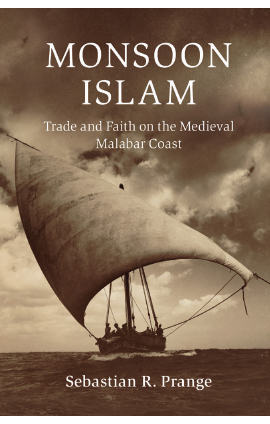 MONSOON
ISLAM
Trade and Faith on the Medieval
Malabar Coast
Sebastian R. Prange